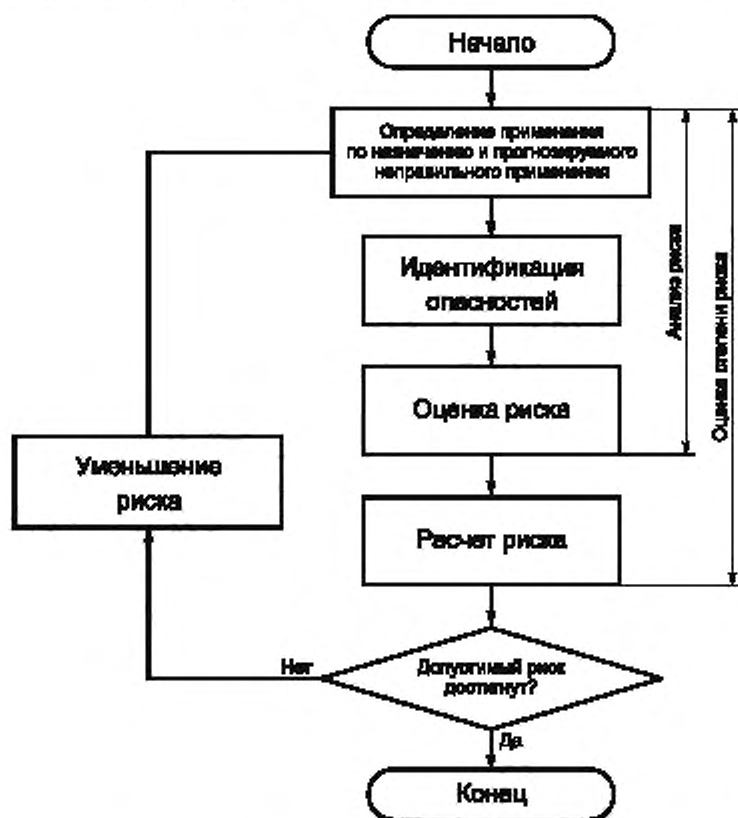 Начало
Определение применения
по назначению и прогнозируемого
неправильного применения
Идентификация
опасностей
Анализ риска
Оценка степени риска
Оценка риска
Уменьшение
риска
Расчет риска
Нет
Допустимый риск
достигнут?
Да
Конец